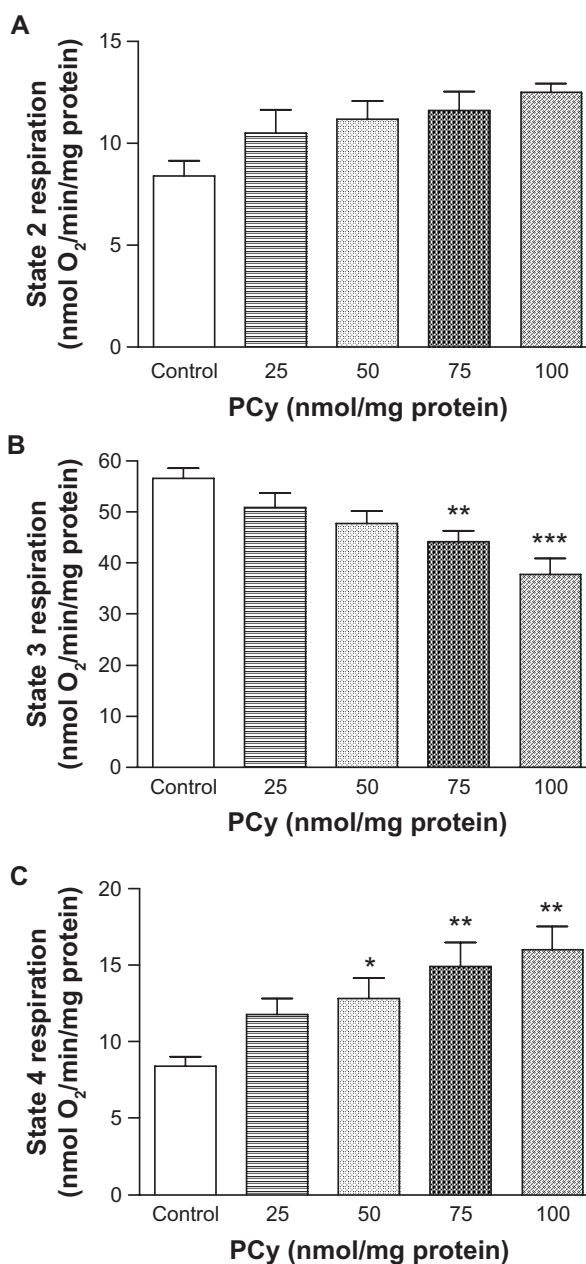 A
State 2 respiration
(nmol O₂/min/mg protein)
15
10
5
0
Control 25 50 75 100
PCy (nmol/mg protein)
B
State 3 respiration
(nmol O₂/min/mg protein)
60
50
40
30
20
10
0
** ***
Control 25 50 75 100
PCy (nmol/mg protein)
C
State 4 respiration
(nmol O₂/min/mg protein)
20
15
10
5
0
* ** **
Control 25 50 75 100
PCy (nmol/mg protein)